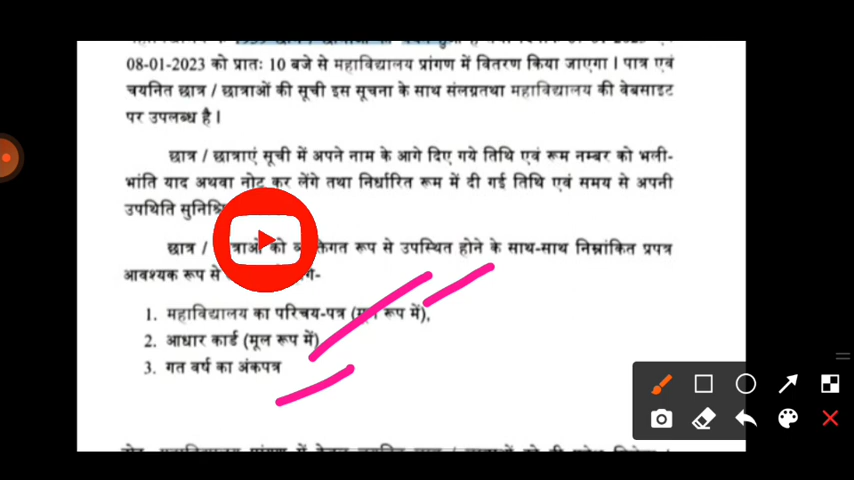 08-01-2023 को प्रातः 10 बजे से महाविद्यालय प्रांगण में वितरण किया जाएगा। पात्र एवं
चयनित छात्र / छात्राओं की सूची इस सूचना के साथ संलग्नतथा महाविद्यालय की वेबसाइट
पर उपलब्ध है।
छात्र / छात्राएं सूची में अपने नाम के आगे दिए गये तिथि एवं रूम नम्बर को भली-
भांति याद अथवा नोट कर लेंगे तथा निर्धारित रूम में दी गई तिथि एवं समय से अपनी
उपथिति
छात्र / को रूप से उपस्थित होने के साथ-साथ निम्नांकित प्रपत्र
आवश्यक रूप से
1. महाविद्यालय का परिचय-पत्र (मूल रूप में),
2. आधार कार्ड (मूल रूप में)
3. गत वर्ष का अंकपत्र